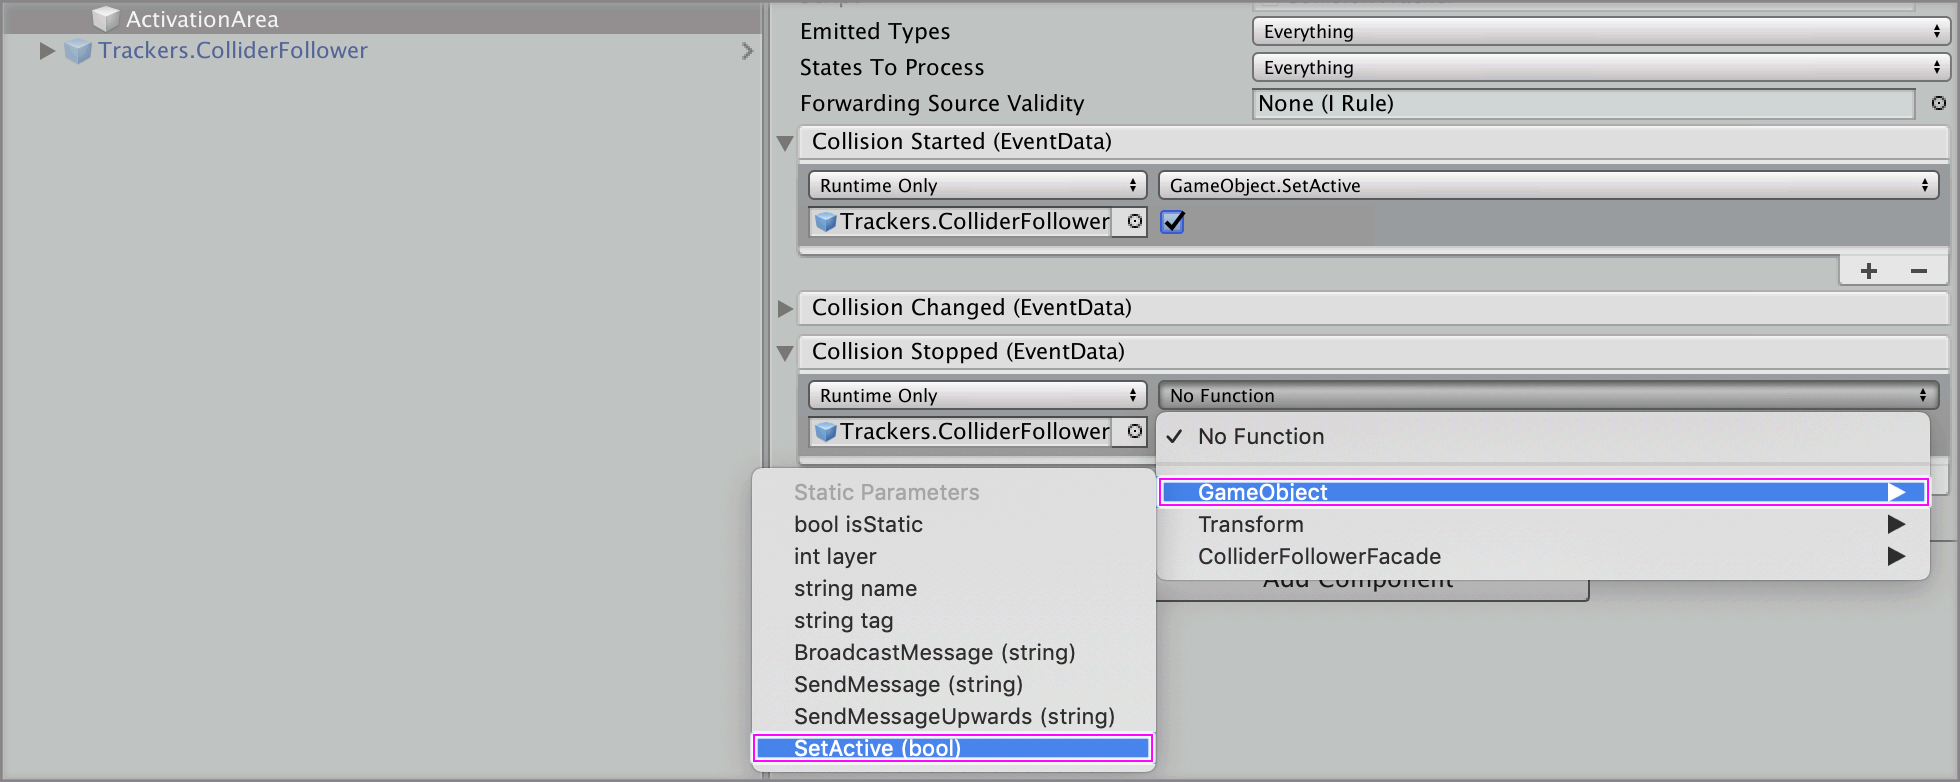 ActivationArea
Trackers.ColliderFollower
Emitted Types
Everything
States To Process
Everything
Forwarding Source Validity
None (I Rule)
Collision Started (EventData)
Runtime Only
GameObject.SetActive
Trackers.ColliderFollower
Collision Changed (EventData)
Collision Stopped (EventData)
Runtime Only
No Function
Trackers.ColliderFollower
No Function
GameObject
Transform
ColliderFollowerFacade
Add Component
Static Parameters
bool isStatic
int layer
string name
string tag
BroadcastMessage (string)
SendMessage (string)
SendMessageUpwards (string)
SetActive (bool)